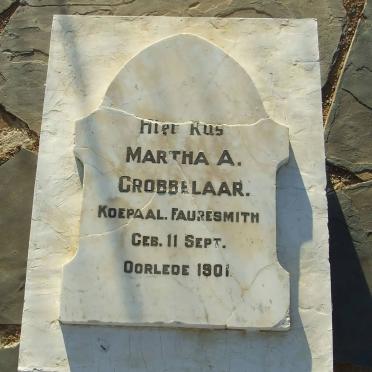 Hier Rus
Martha A.
Grobbelaar.
Koepaal. Fauresmith
Geb. 11 Sept.
Oorlede 1901